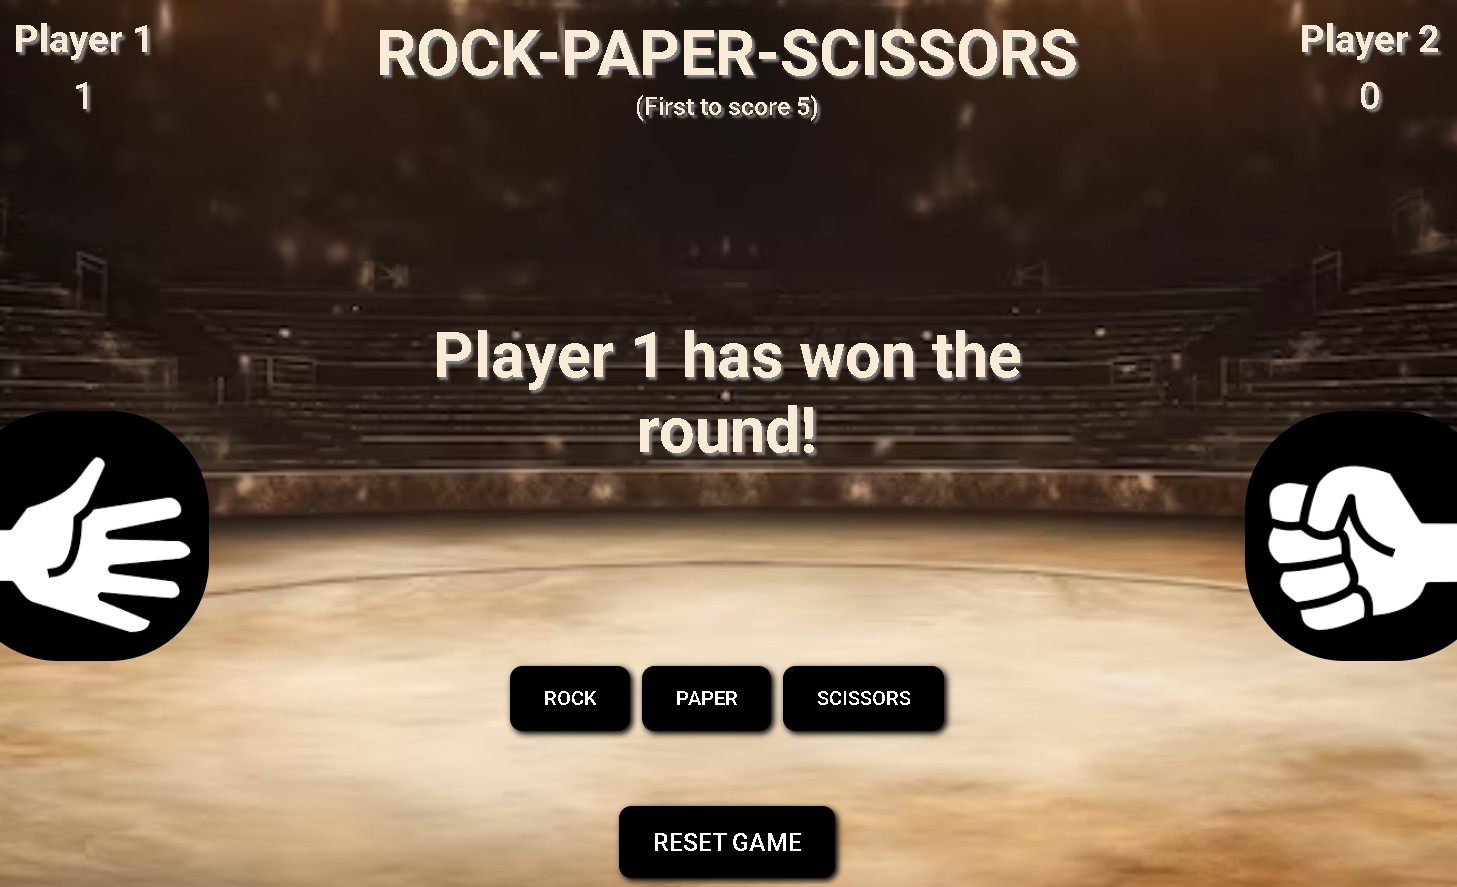 Player 1
1
ROCK-PAPER-SCISSORS
(First to score 5)
Player 2
0
Player 1 has won the
round!
ROCK
PAPER
SCISSORS
RESET GAME